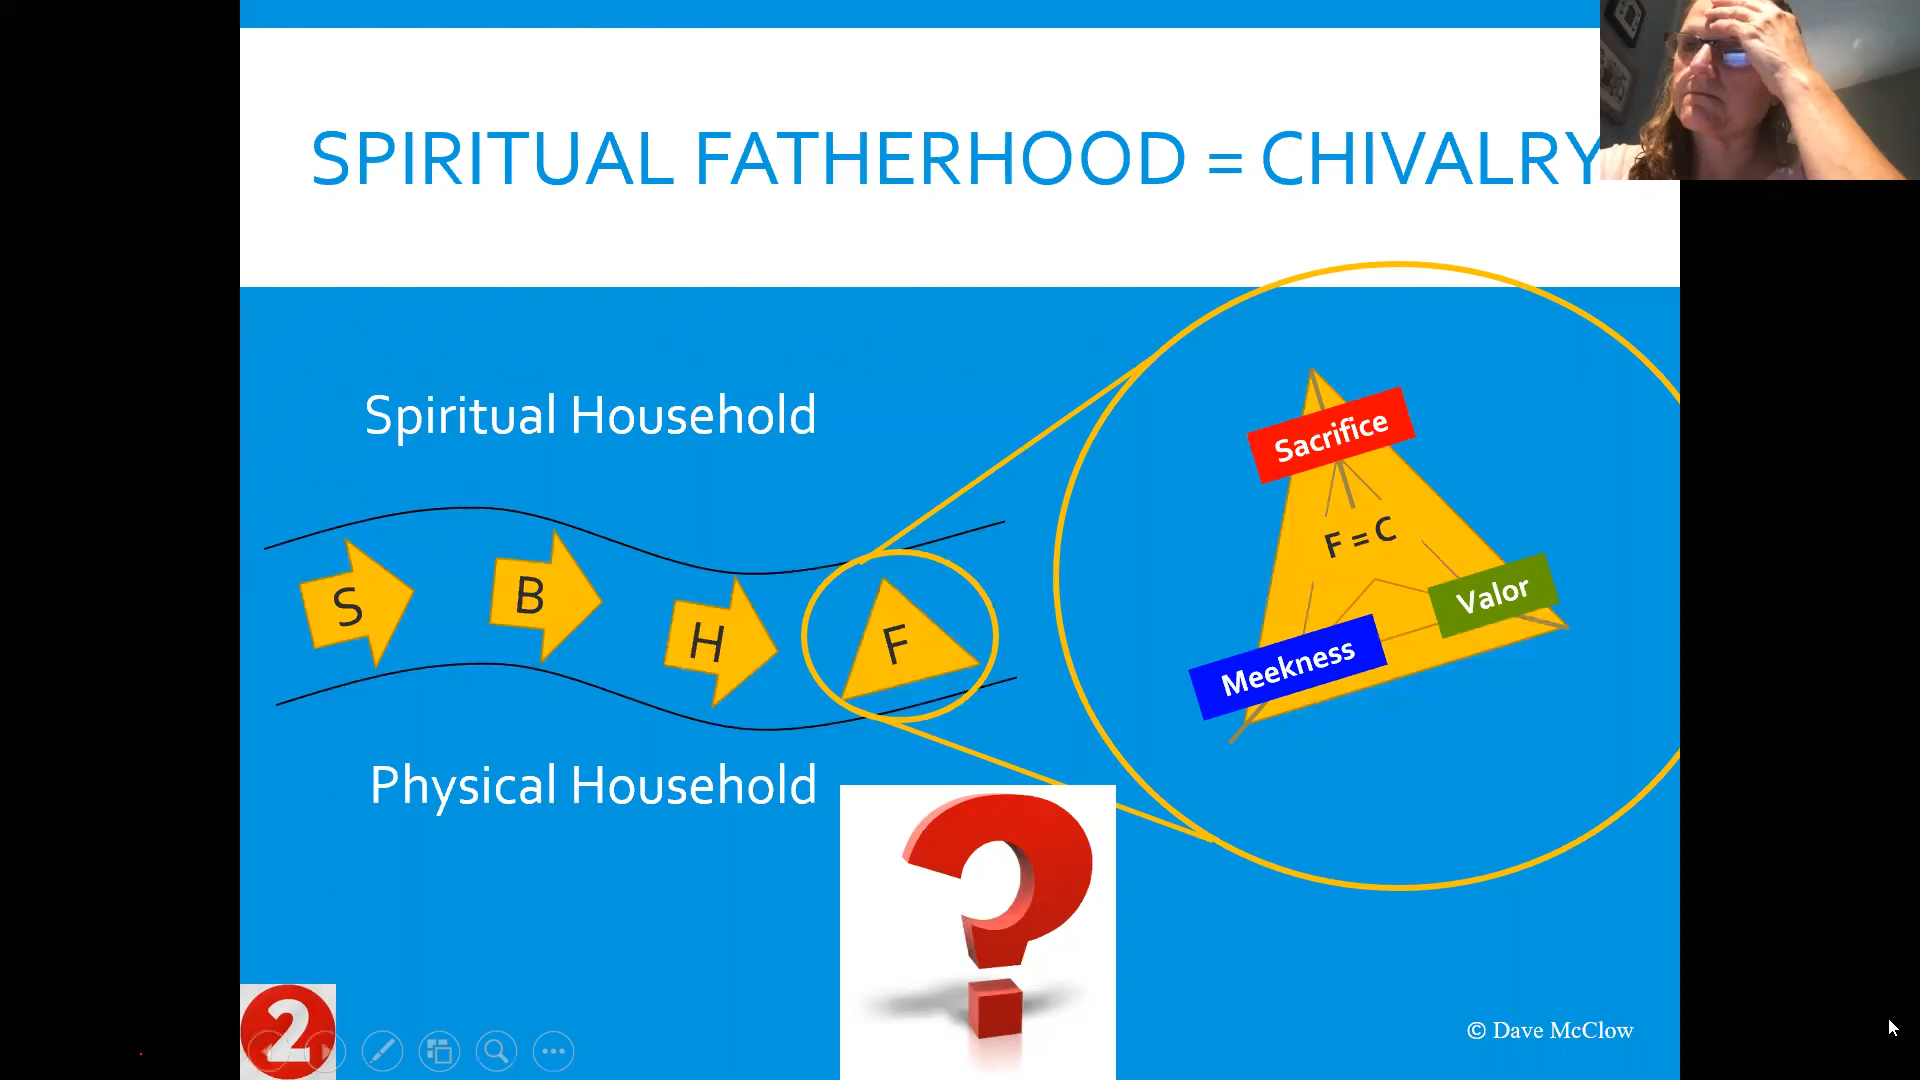 SPIRITUAL FATHERHOOD = CHIVALRY
Spiritual Household
S
B
H
F
Physical Household
Sacrifice
F = C
Valor
Meekness
?
2
© Dave McClow